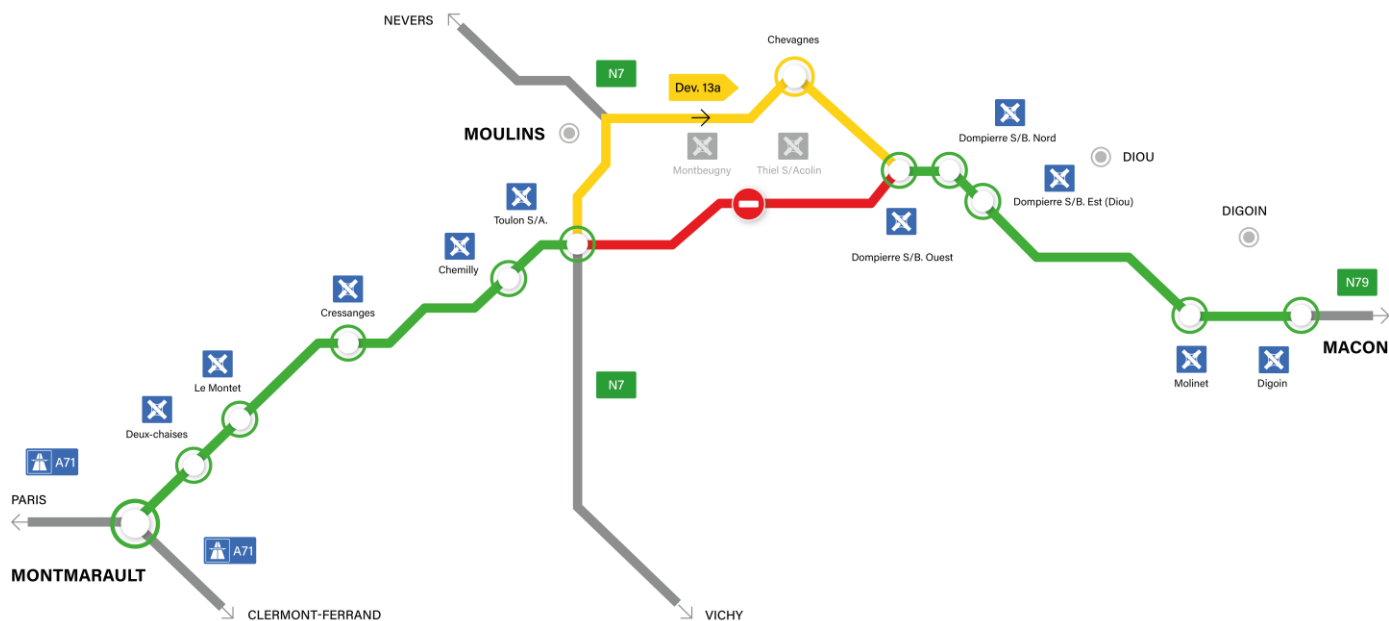 NEVERS
N7
Chevagnes
Dev. 13a
MOULINS
Montbeugny
Thiel S/Acolin
Dompierre S/B. Nord
DIOU
Dompierre S/B. Est (Diou)
Toulon S/A.
DIGOIN
Dompierre S/B. Ouest
Chemilly
N79
Cressanges
MACON
Molinet
Digoin
Le Montet
N7
Deux-chaises
A71
PARIS
A71
MONTMARAULT
CLERMONT-FERRAND
VICHY